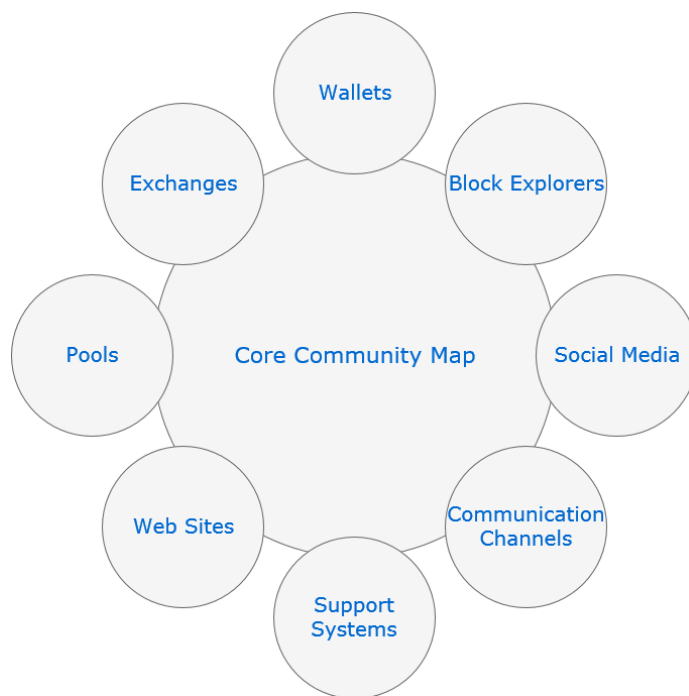 Wallets
Exchanges
Block Explorers
Pools
Core Community Map
Social Media
Web Sites
Communication
Channels
Support
Systems